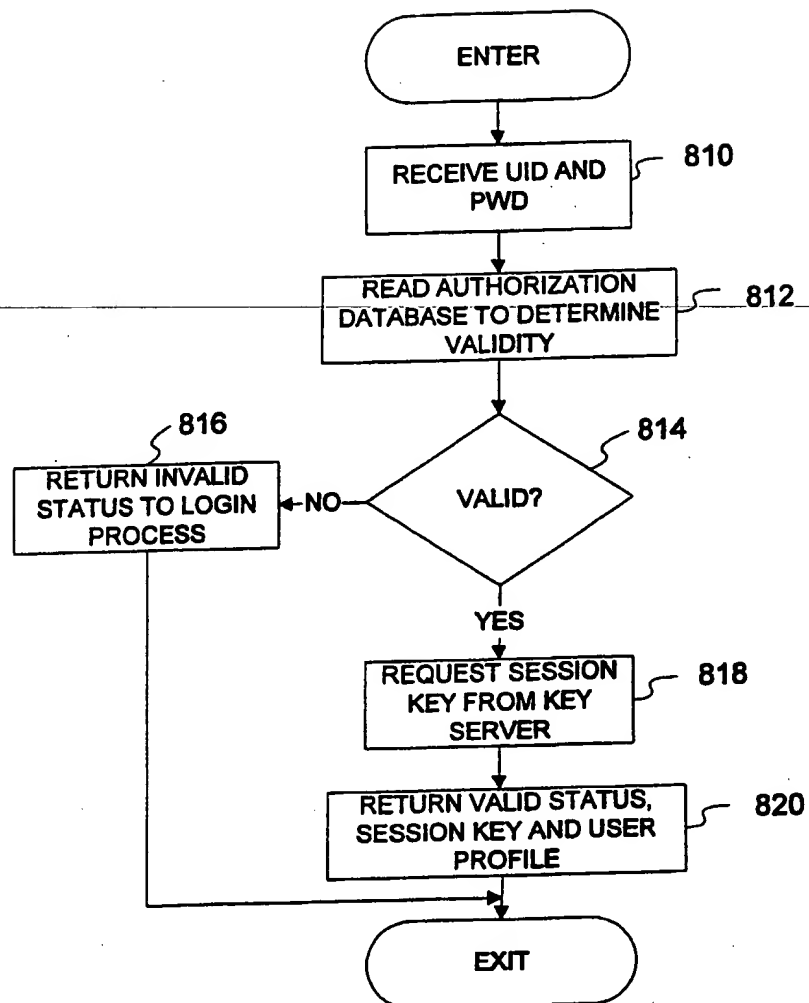 ENTER
RECEIVE UID AND
PWD
810
READ AUTHORIZATION
DATABASE TO DETERMINE
VALIDITY
812
816
RETURN INVALID
STATUS TO LOGIN
PROCESS
NO
VALID?
814
YES
REQUEST SESSION
KEY FROM KEY
SERVER
818
RETURN VALID STATUS,
SESSION KEY AND USER
PROFILE
820
EXIT